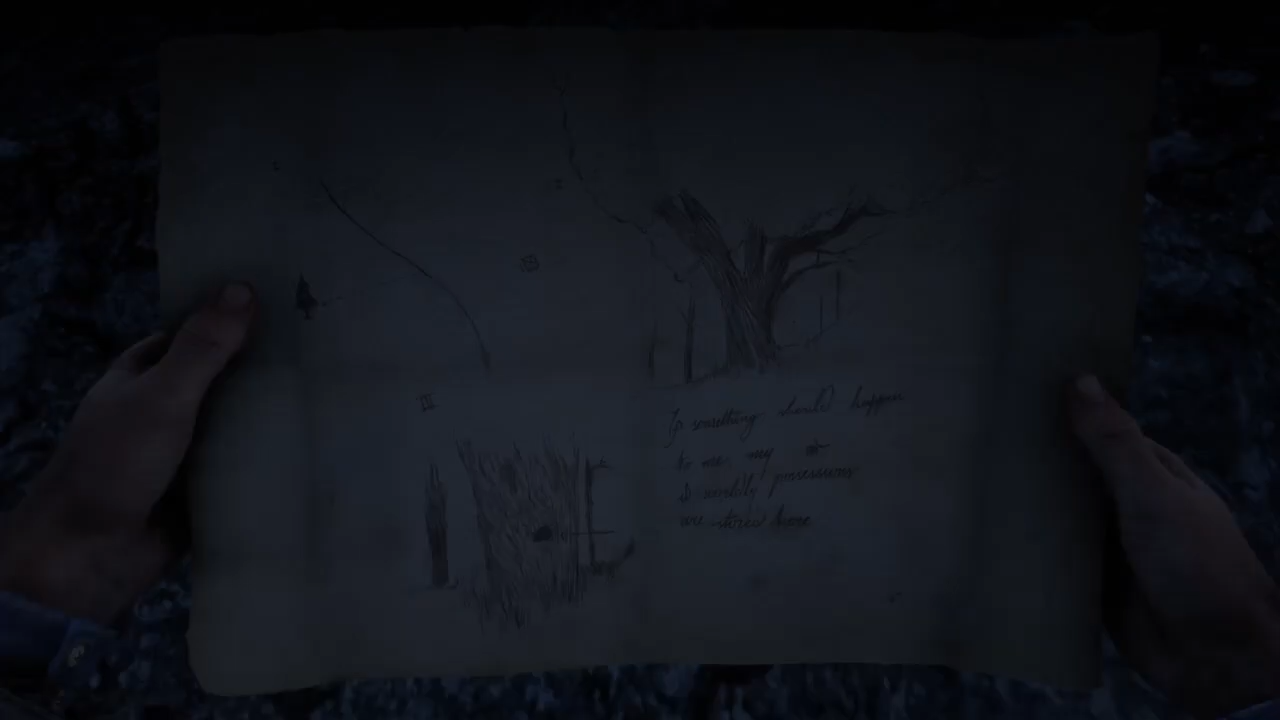 If something should happen
to me, my
worldly possessions
are stored here